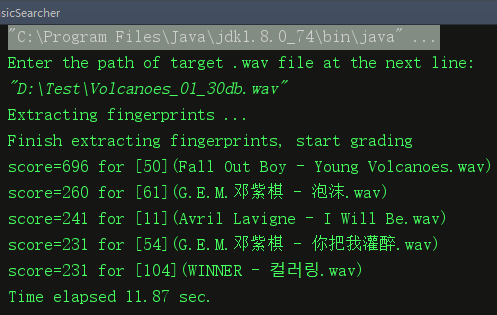 sicSearcher
"C:\Program Files\Java\jdk1.8.0_74\bin\java" ...
Enter the path of target .wav file at the next line:
"D:\Test\Volcanoes_01_30db.wav"
Extracting fingerprints ...
Finish extracting fingerprints, start grading
score=696 for [50](Fall Out Boy - Young Volcanoes.wav)
score=260 for [61](G.E.M.邓紫棋 - 泡沫.wav)
score=241 for [11](Avril Lavigne - I Will Be.wav)
score=231 for [54](G.E.M.邓紫棋 - 你把我灌醉.wav)
score=231 for [104](WINNER - 컬러링.wav)
Time elapsed 11.87 sec.